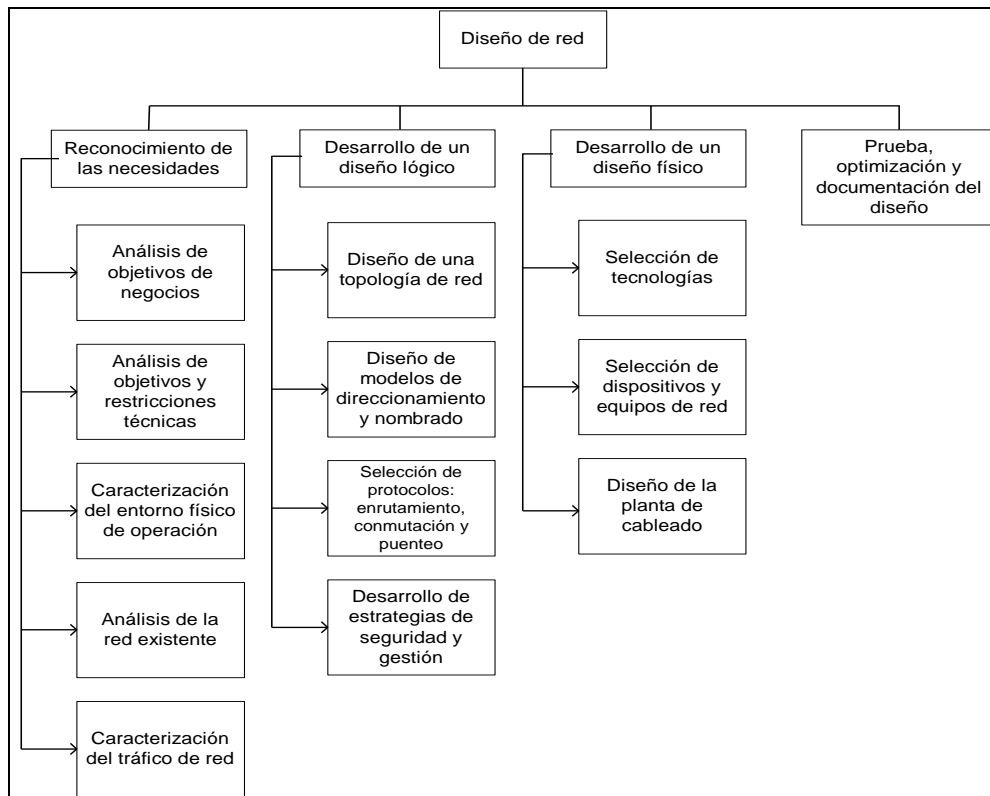 Diseño de red
Reconocimiento de
las necesidades
Análisis de
objetivos de
negocios
Análisis de
objetivos y
restricciones
técnicas
Caracterización
del entorno físico
de operación
Análisis de la
red existente
Caracterización
del tráfico de red
Desarrollo de un
diseño lógico
Diseño de una
topología de red
Diseño de
modelos de
direccionamiento
y nombrado
Selección de
protocolos:
enrutamiento,
conmutación y
puenteo
Desarrollo de
estrategias de
seguridad y
gestión
Desarrollo de un
diseño físico
Selección de
tecnologías
Selección de
dispositivos y
equipos de red
Diseño de la
planta de
cableado
Prueba,
optimización y
documentación del
diseño